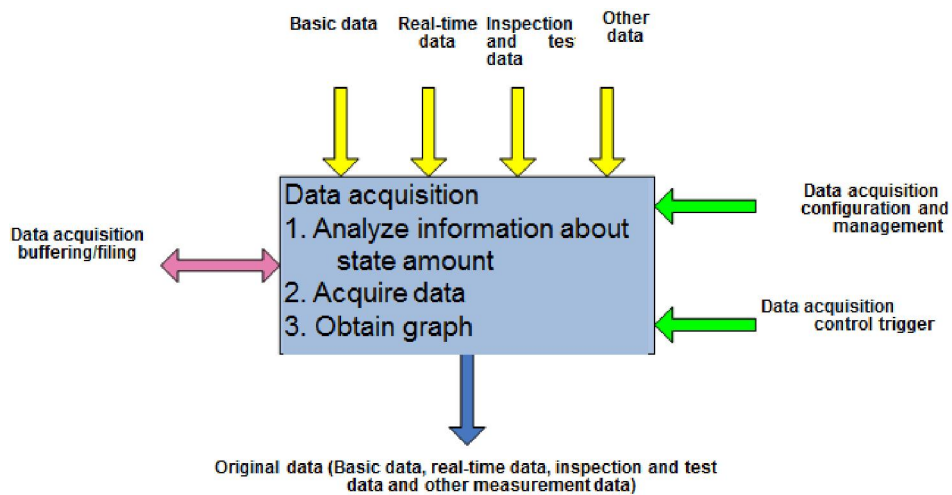 Basic data
Real-time
data
Inspection
and tes
data
Other
data
Data acquisition
1. Analyze information about
state amount
2. Acquire data
3. Obtain graph
Data acquisition
configuration and
management
Data acquisition
buffering/filing
Data acquisition
control trigger
Original data (Basic data, real-time data, inspection and test
data and other measurement data)